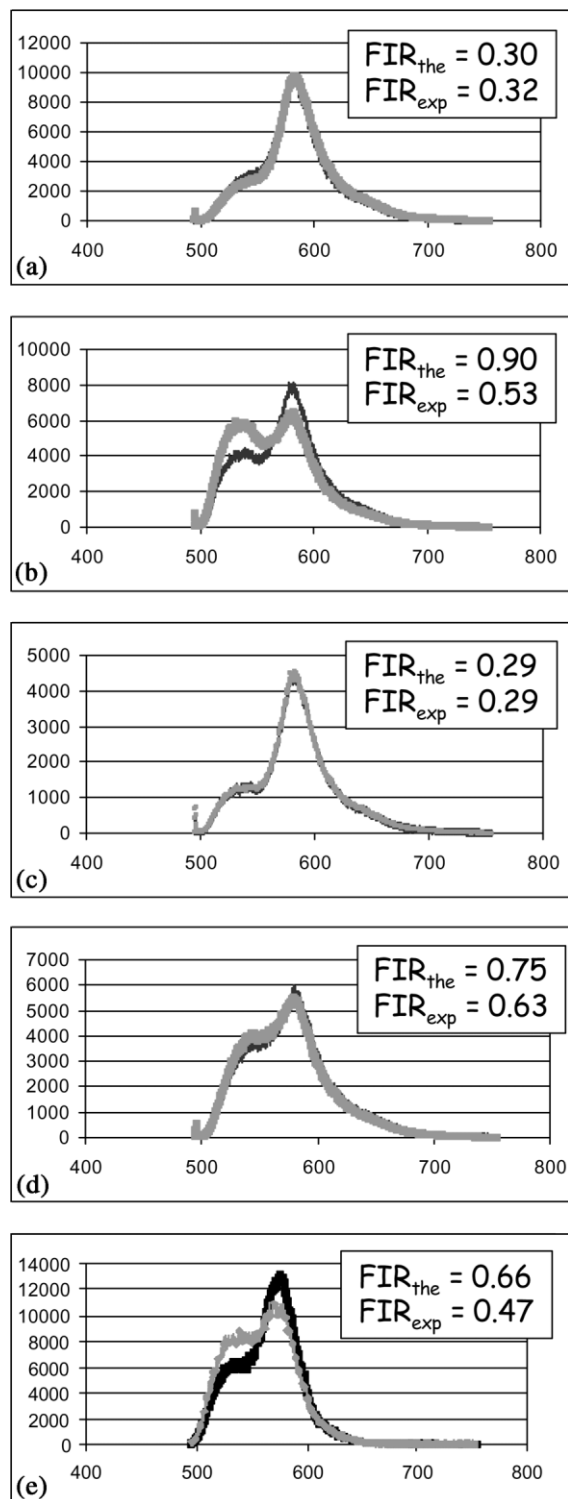 12000
10000
8000
6000
4000
2000
0
400 500 600 700 800
FIRthe = 0.30
FIRexp = 0.32
(a)
10000
8000
6000
4000
2000
0
400 500 600 700 800
FIRthe = 0.90
FIRexp = 0.53
(b)
5000
4000
3000
2000
1000
0
400 500 600 700 800
FIRthe = 0.29
FIRexp = 0.29
(c)
7000
6000
5000
4000
3000
2000
1000
0
400 500 600 700 800
FIRthe = 0.75
FIRexp = 0.63
(d)
14000
12000
10000
8000
6000
4000
2000
0
400 500 600 700 800
FIRthe = 0.66
FIRexp = 0.47
(e)